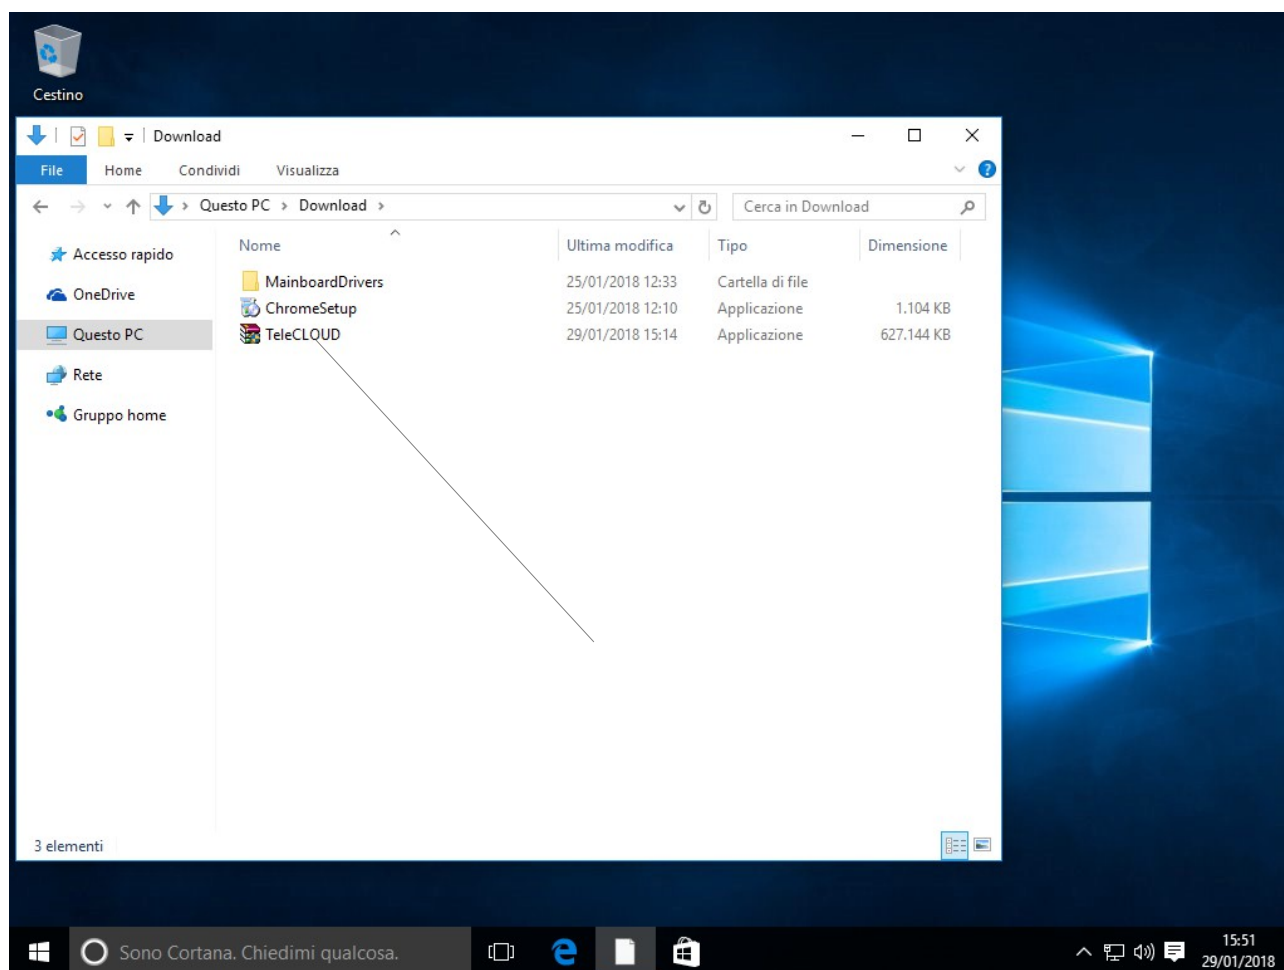 Cestino
Download
File Home Condividi Visualizza
Questo PC > Download >
Cerca in Download
Nome Ultima modifica Tipo Dimensione
Accesso rapido
OneDrive
Questo PC
Rete
Gruppo home
MainboardDrivers 25/01/2018 12:33 Cartella di file
ChromeSetup 25/01/2018 12:10 Applicazione 1.104 KB
TeleCLOUD 29/01/2018 15:14 Applicazione 627.144 KB
3 elementi
Sono Cortana. Chiedimi qualcosa.
15:51
29/01/2018